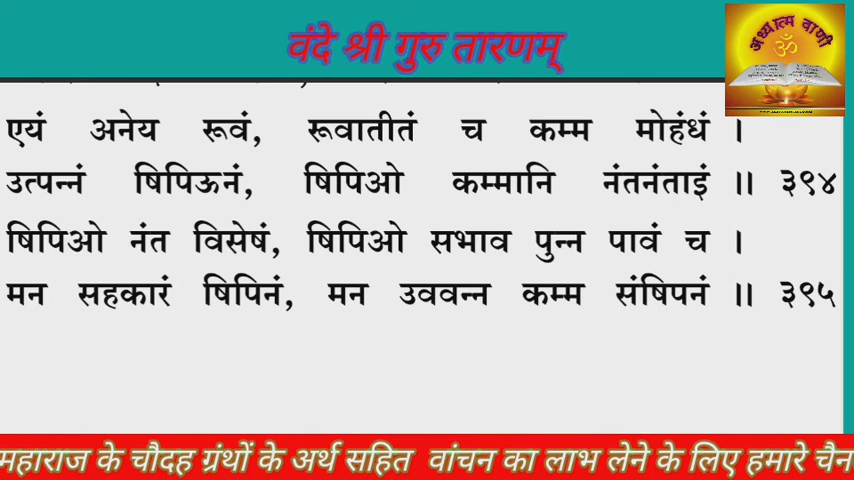 वंदे श्री गुरु तारणम्
अध्यात्म वाणी
ॐ
एयं अनेय रूवं, रूवातीतं च कम्म मोहंधं ।
उत्पन्नं षिपिऊनं, षिपिओ कम्मानि नंतनंताइं ॥ ३९४
षिपिओ नंत विसेषं, षिपिओ सभाव पुन्न पावं च ।
मन सहकारं षिपिनं, मन उववन्न कम्म संषिपनं ॥ ३९५
महाराज के चौदह ग्रंथों के अर्थ सहित वांचन का लाभ लेने के लिए हमारे चैन